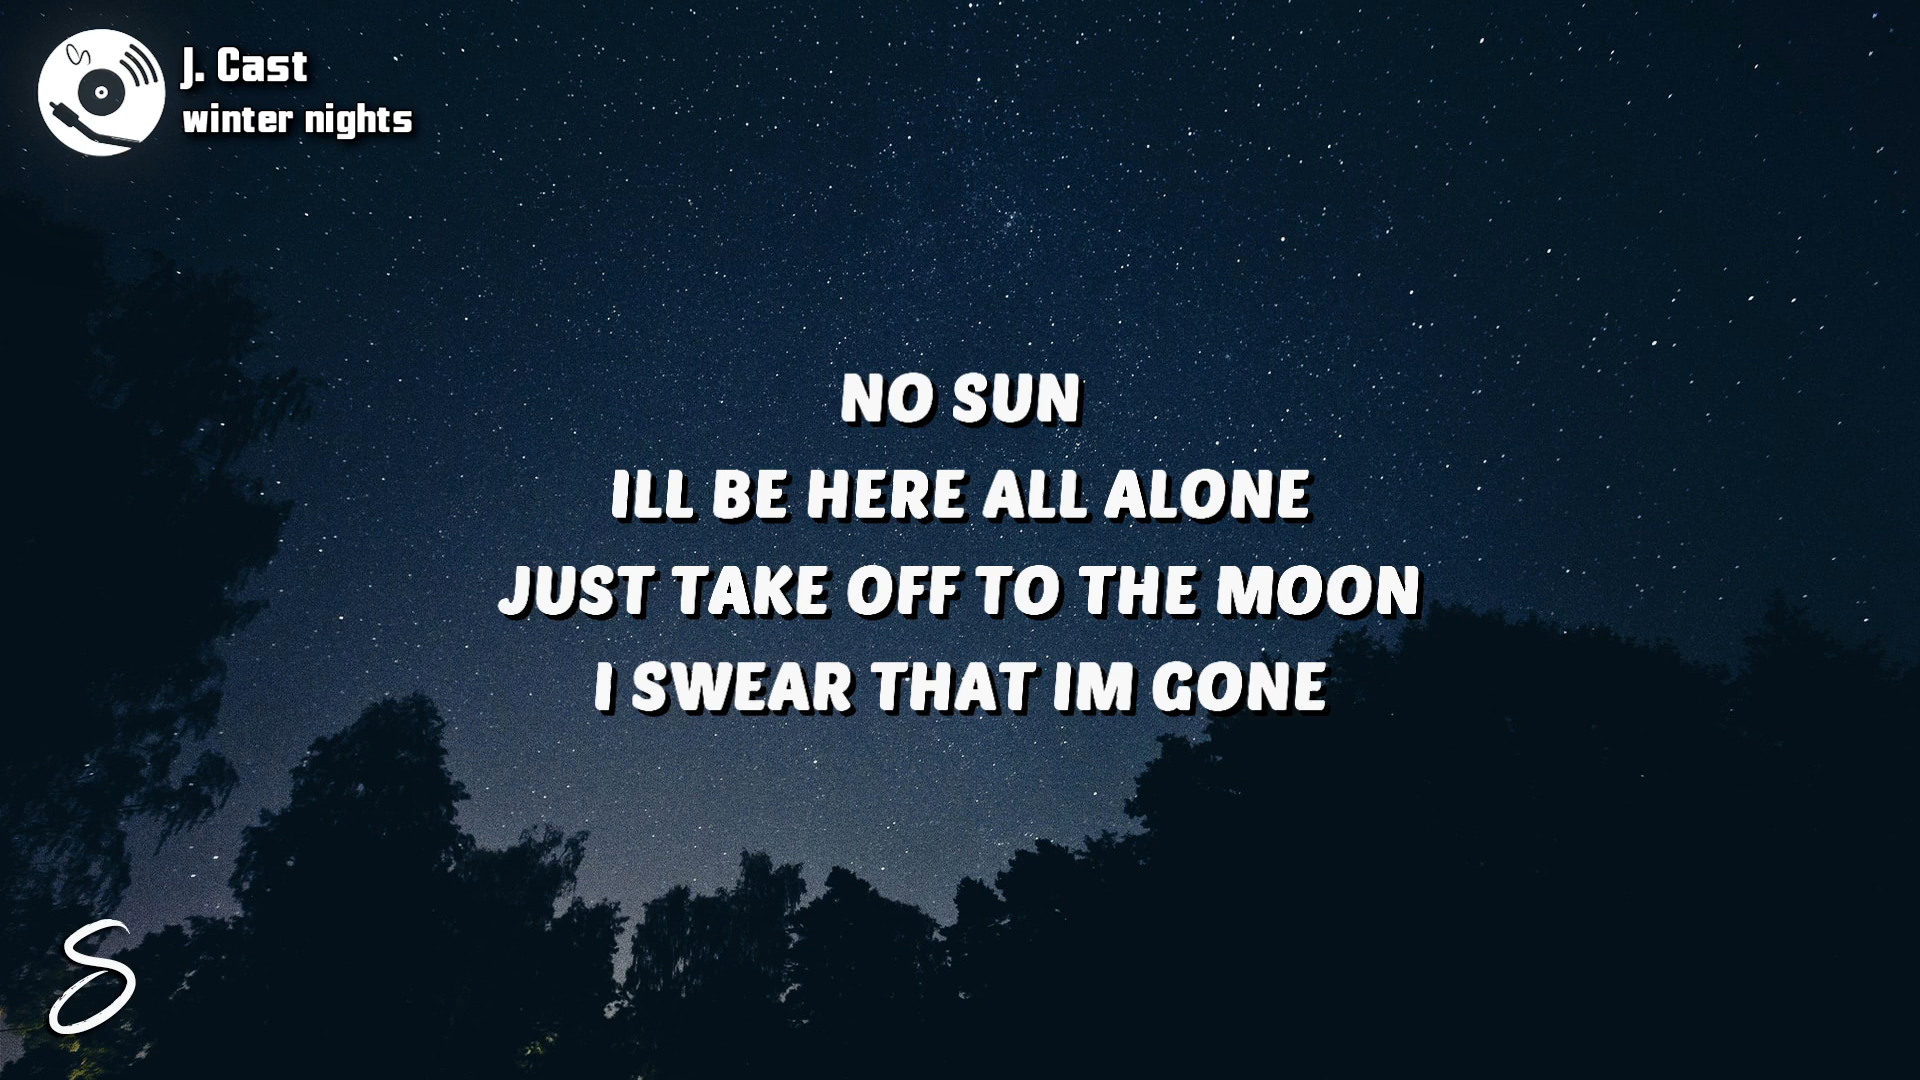 J. Cast
winter nights
NO SUN
ILL BE HERE ALL ALONE
JUST TAKE OFF TO THE MOON
I SWEAR THAT IM GONE
S